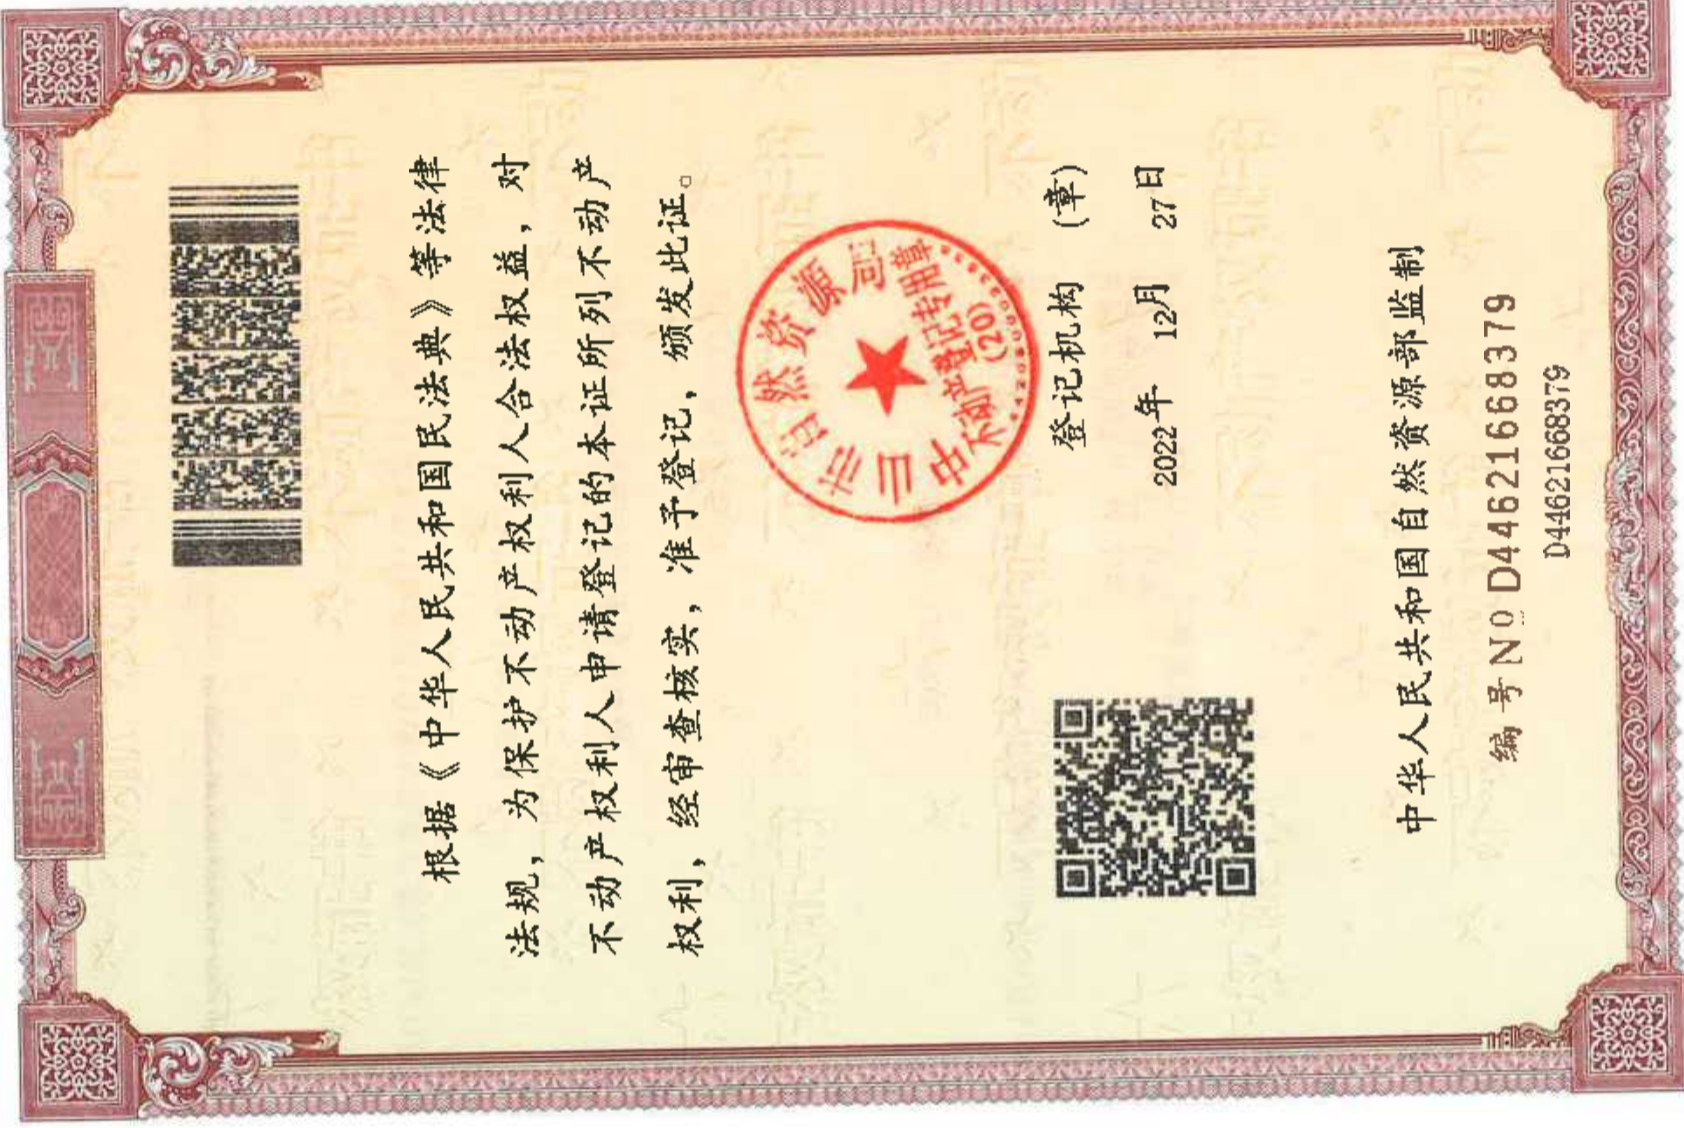 根据《中华人民共和国民法典》等法律
法规，为保护不动产权利人合法权益，对
不动产权利人申请登记的本证所列不动产
权利，经审查核实，准予登记，颁发此证。
中山市自然资源局
不动产登记专用章
(20)
登记机构 (章)
2022年 12月 27日
中华人民共和国自然资源部监制
编号 NO D44621668379
D44621668379